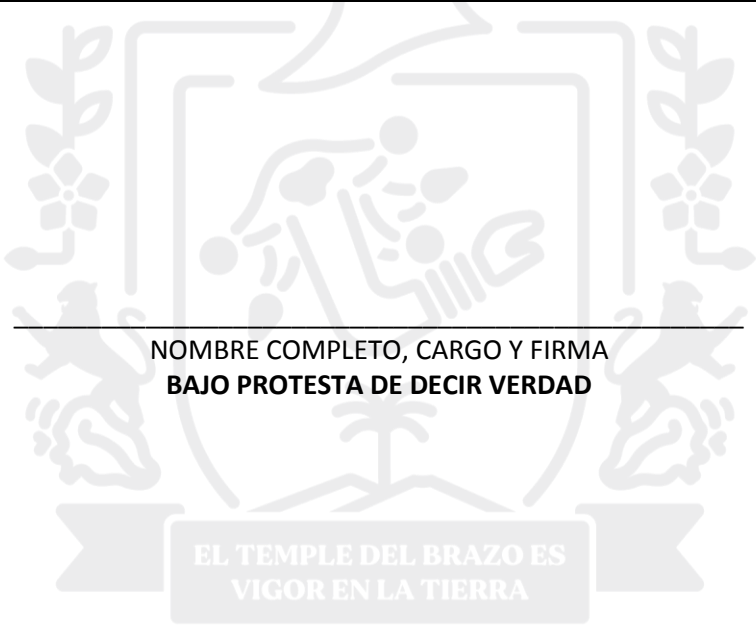 NOMBRE COMPLETO, CARGO Y FIRMA
BAJO PROTESTA DE DECIR VERDAD
EL TEMPLE DEL BRAZO ES
VIGOR EN LA TIERRA